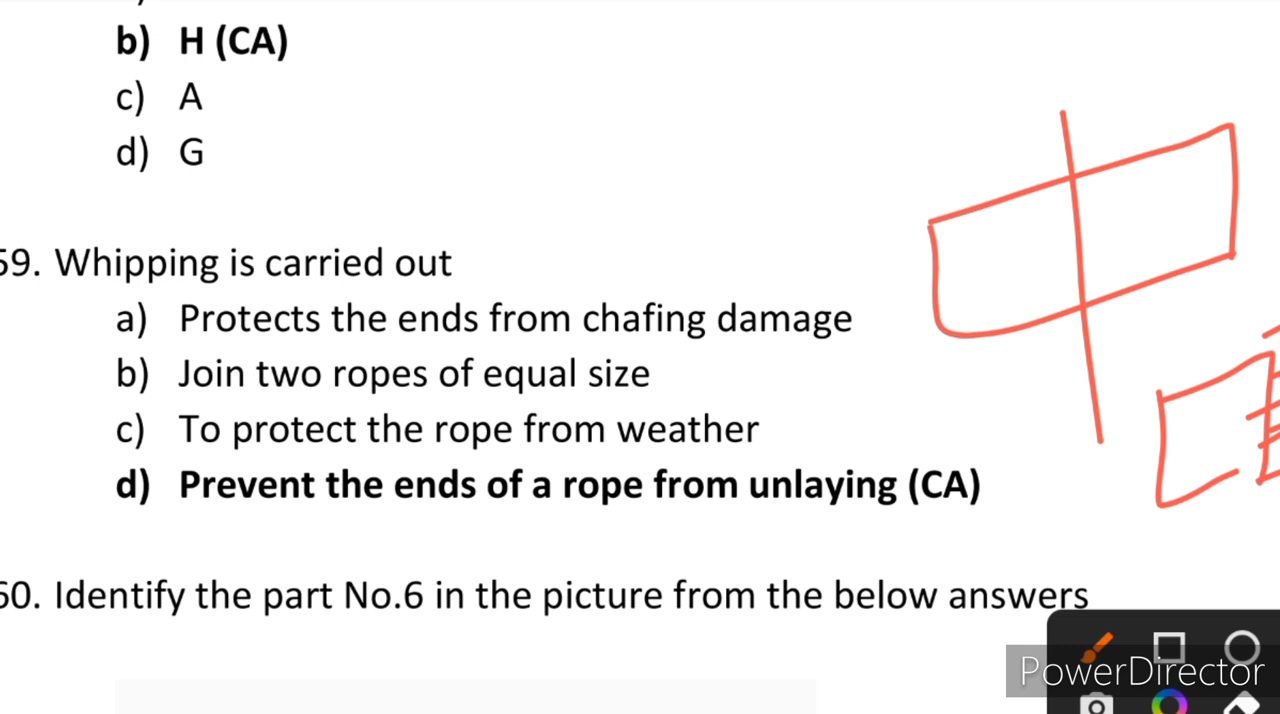 b) H (CA)
c) A
d) G
59. Whipping is carried out
a) Protects the ends from chafing damage
b) Join two ropes of equal size
c) To protect the rope from weather
d) Prevent the ends of a rope from unlaying (CA)
60. Identify the part No.6 in the picture from the below answers
PowerDirector